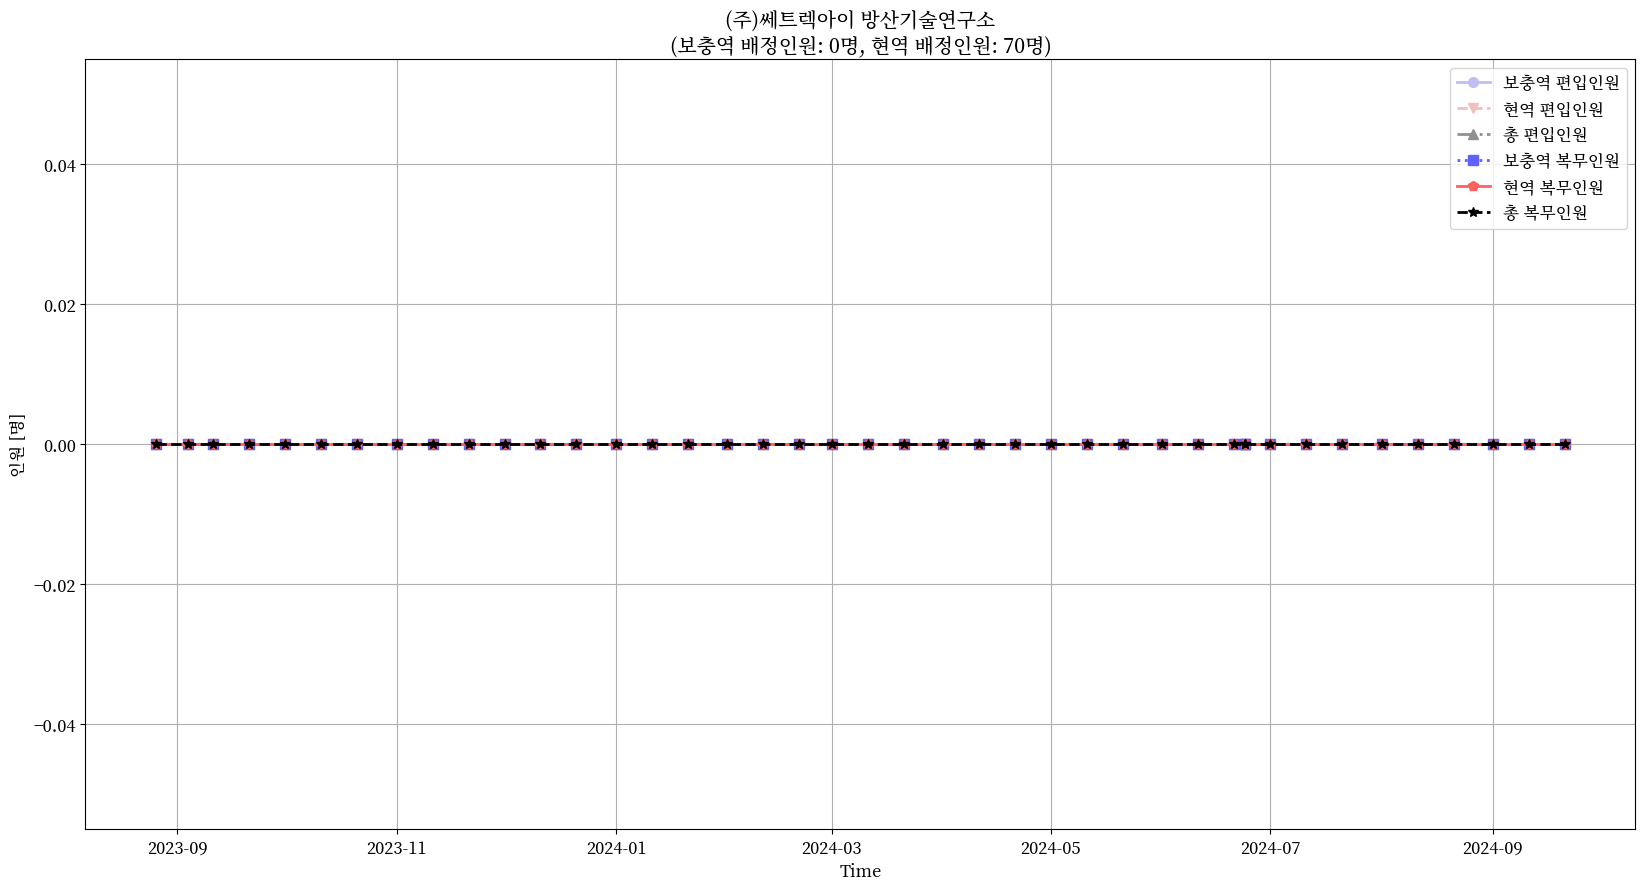 (주)쎄트렉아이 방산기술연구소
(보충역 배정인원: 0명, 현역 배정인원: 70명)
보충역 편입인원
현역 편입인원
총 편입인원
보충역 복무인원
현역 복무인원
총 복무인원
인원 [명]
0.04
0.02
0.00
−0.02
−0.04
2023-09
2023-11
2024-01
2024-03
2024-05
2024-07
2024-09
Time